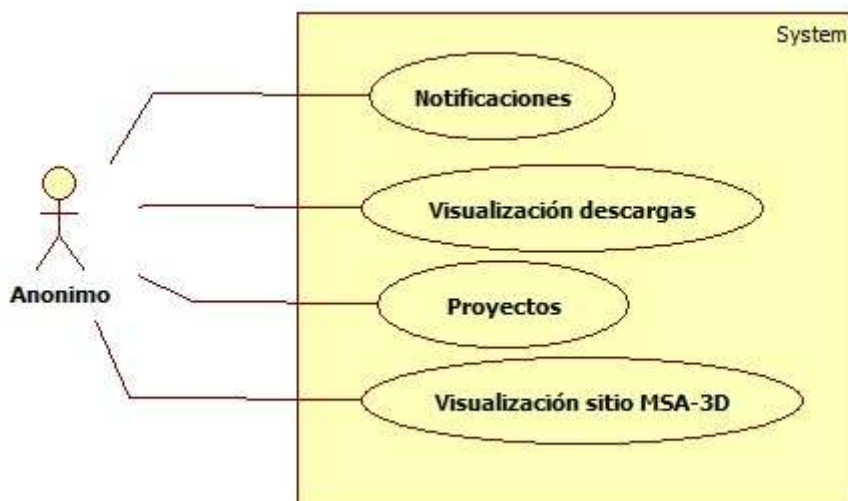 System
Notificaciones
Visualización descargas
Anonimo
Proyectos
Visualización sitio MSA-3D